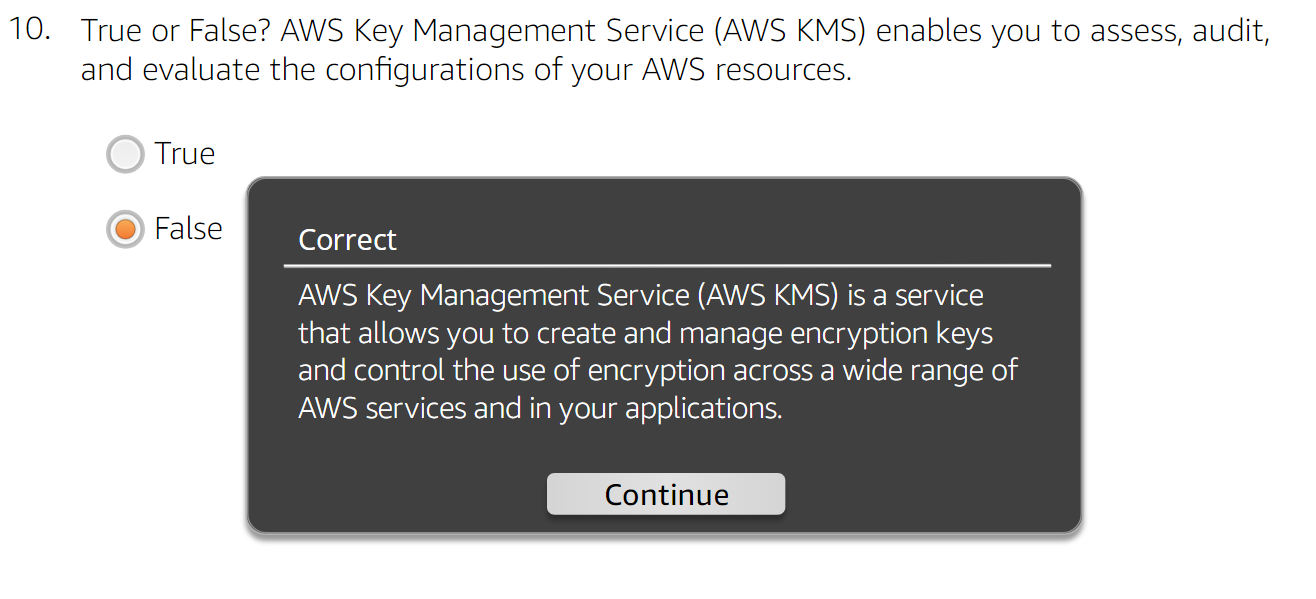 10. True or False? AWS Key Management Service (AWS KMS) enables you to assess, audit,
and evaluate the configurations of your AWS resources.
True
False
Correct
AWS Key Management Service (AWS KMS) is a service
that allows you to create and manage encryption keys
and control the use of encryption across a wide range of
AWS services and in your applications.
Continue